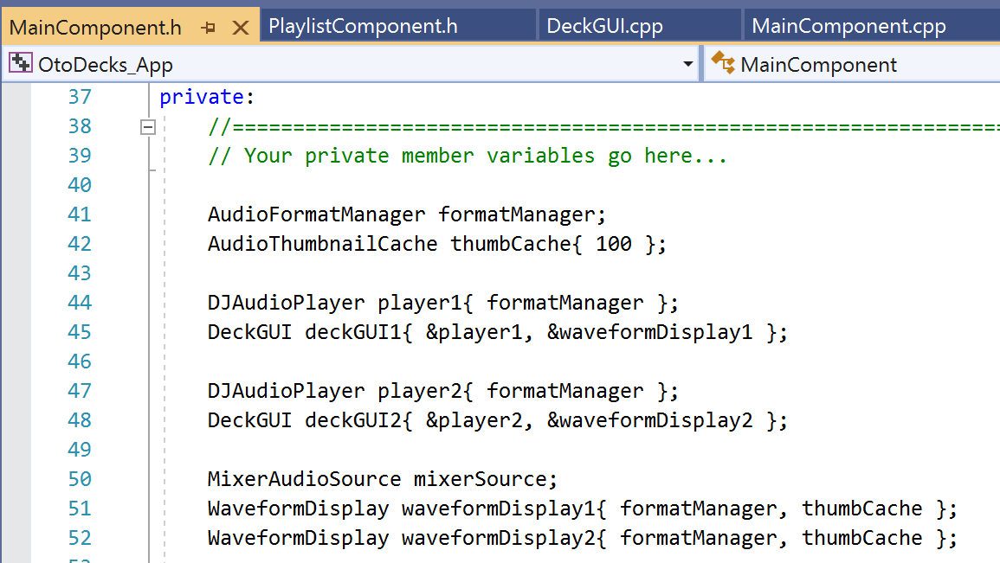 MainComponent.h PlaylistComponent.h DeckGUI.cpp MainComponent.cpp
OtoDecks_App MainComponent
37 private:
38 //================================================================
39 // Your private member variables go here...
40
41 AudioFormatManager formatManager;
42 AudioThumbnailCache thumbCache{ 100 };
43
44 DJAudioPlayer player1{ formatManager };
45 DeckGUI deckGUI1{ &player1, &waveformDisplay1 };
46
47 DJAudioPlayer player2{ formatManager };
48 DeckGUI deckGUI2{ &player2, &waveformDisplay2 };
49
50 MixerAudioSource mixerSource;
51 WaveformDisplay waveformDisplay1{ formatManager, thumbCache };
52 WaveformDisplay waveformDisplay2{ formatManager, thumbCache };